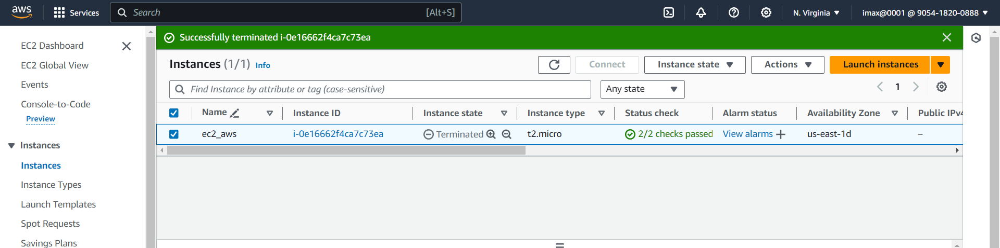 aws Services Search [Alt+S] N. Virginia imax@0001 @ 9054-1820-0888
EC2 Dashboard
EC2 Global View
Events
Console-to-Code
Preview
Instances
Instances
Instance Types
Launch Templates
Spot Requests
Savings Plans
Successfully terminated i-0e16662f4ca7c73ea
Instances (1/1) Info Connect Instance state Actions Launch instances
Find Instance by attribute or tag (case-sensitive) Any state 1
Name Instance ID Instance state Instance type Status check Alarm status Availability Zone Public IPv4
ec2_aws i-0e16662f4ca7c73ea Terminated t2.micro 2/2 checks passed View alarms + us-east-1d –